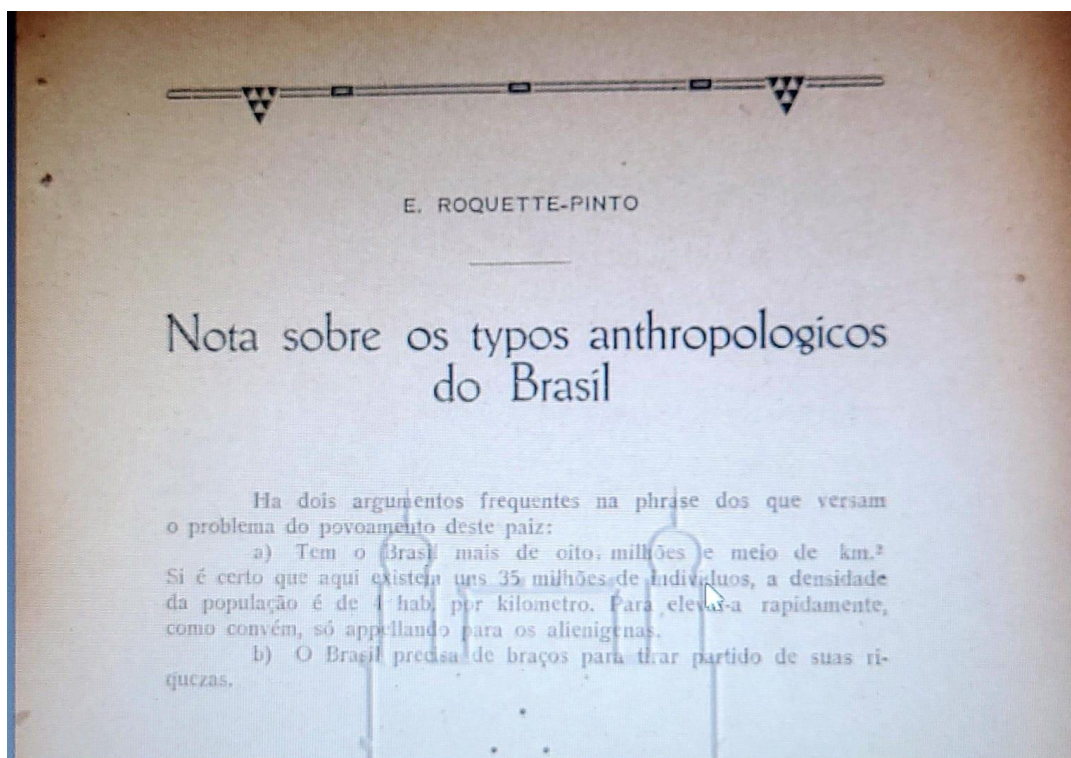 E. ROQUETTE-PINTO
Nota sobre os typos anthropologicos
do Brasil
Ha dois argumentos frequentes na phrase dos que versam
o problema do povoamento deste paiz:
a) Tem o Brasil mais de oito milhões e meio de km.²
Si é certo que aqui existem uns 35 milhões de individuos, a densidade
da população é de 4 hab. por kilometro. Para eleval-a rapidamente,
como convém, só appellando para os alienigenas.
b) O Brasil precisa de braços para tirar partido de suas ri-
quezas.